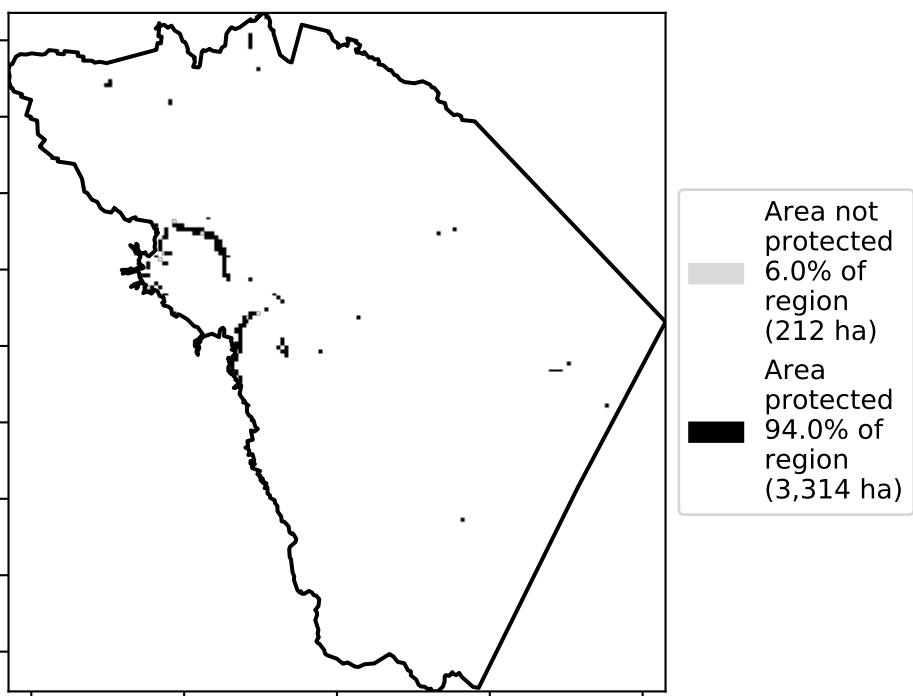 Area not
protected
6.0% of
region
(212 ha)
Area
protected
94.0% of
region
(3,314 ha)